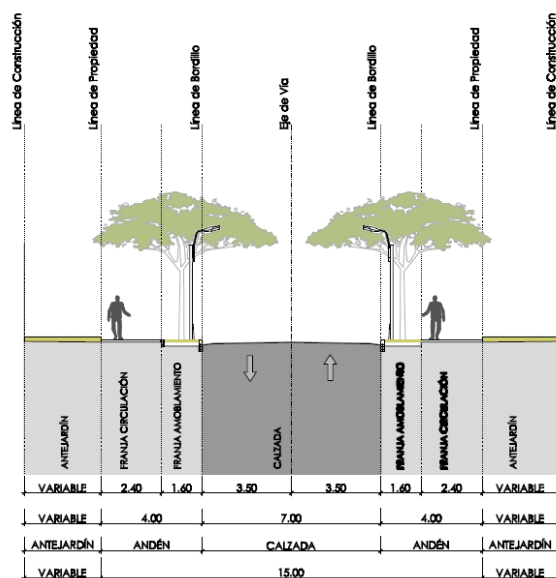 Línea de Construcción
Línea de Propiedad
Línea de Bordillo
Eje de Vía
Línea de Bordillo
Línea de Propiedad
Línea de Construcción
ANTEJARDÍN
FRANJA CIRCULACIÓN
FRANJA AMOBLAMIENTO
CALZADA
FRANJA AMOBLAMIENTO
FRANJA CIRCULACIÓN
ANTEJARDÍN
VARIABLE 2.40 1.60 3.50 3.50 1.60 2.40 VARIABLE
VARIABLE 4.00 7.00 4.00 VARIABLE
ANTEJARDÍN ANDÉN CALZADA ANDÉN ANTEJARDÍN
VARIABLE 15.00 VARIABLE